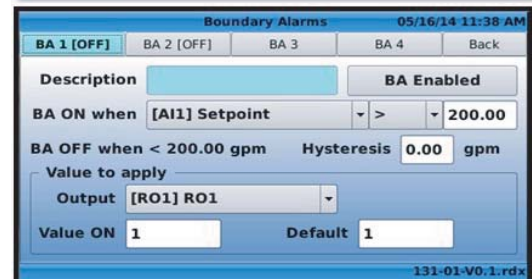 Boundary Alarms 05/16/14 11:38 AM
BA 1 [OFF] BA 2 [OFF] BA 3 BA 4 Back
Description BA Enabled
BA ON when [AI1] Setpoint > 200.00
BA OFF when < 200.00 gpm Hysteresis 0.00 gpm
Value to apply
Output [RO1] RO1
Value ON 1 Default 1
131-01-V0.1.rdx